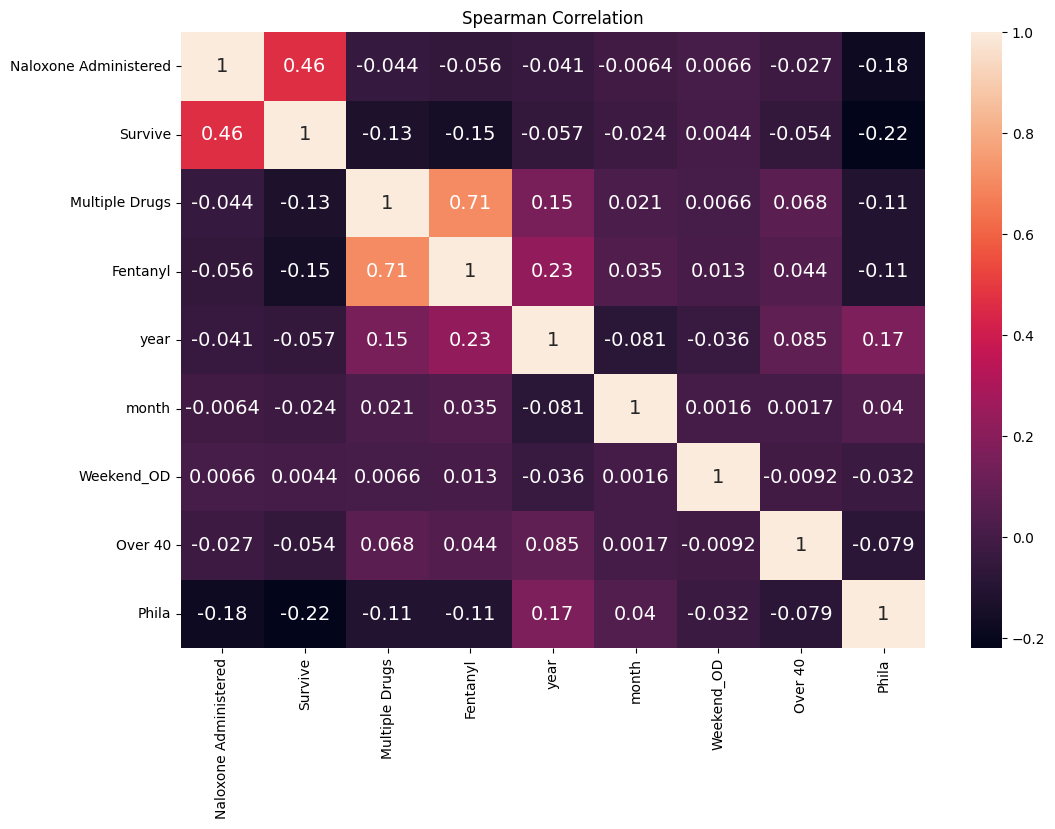 Spearman Correlation
Naloxone Administered 1 0.46 -0.044 -0.056 -0.041 -0.0064 0.0066 -0.027 -0.18
Survive 0.46 1 -0.13 -0.15 -0.057 -0.024 0.0044 -0.054 -0.22
Multiple Drugs -0.044 -0.13 1 0.71 0.15 0.021 0.0066 0.068 -0.11
Fentanyl -0.056 -0.15 0.71 1 0.23 0.035 0.013 0.044 -0.11
year -0.041 -0.057 0.15 0.23 1 -0.081 -0.036 0.085 0.17
month -0.0064 -0.024 0.021 0.035 -0.081 1 0.0016 0.0017 0.04
Weekend_OD 0.0066 0.0044 0.0066 0.013 -0.036 0.0016 1 -0.0092 -0.032
Over 40 -0.027 -0.054 0.068 0.044 0.085 0.0017 -0.0092 1 -0.079
Phila -0.18 -0.22 -0.11 -0.11 0.17 0.04 -0.032 -0.079 1
Naloxone Administered
Survive
Multiple Drugs
Fentanyl
year
month
Weekend_OD
Over 40
Phila
1.0
0.8
0.6
0.4
0.2
0.0
−0.2